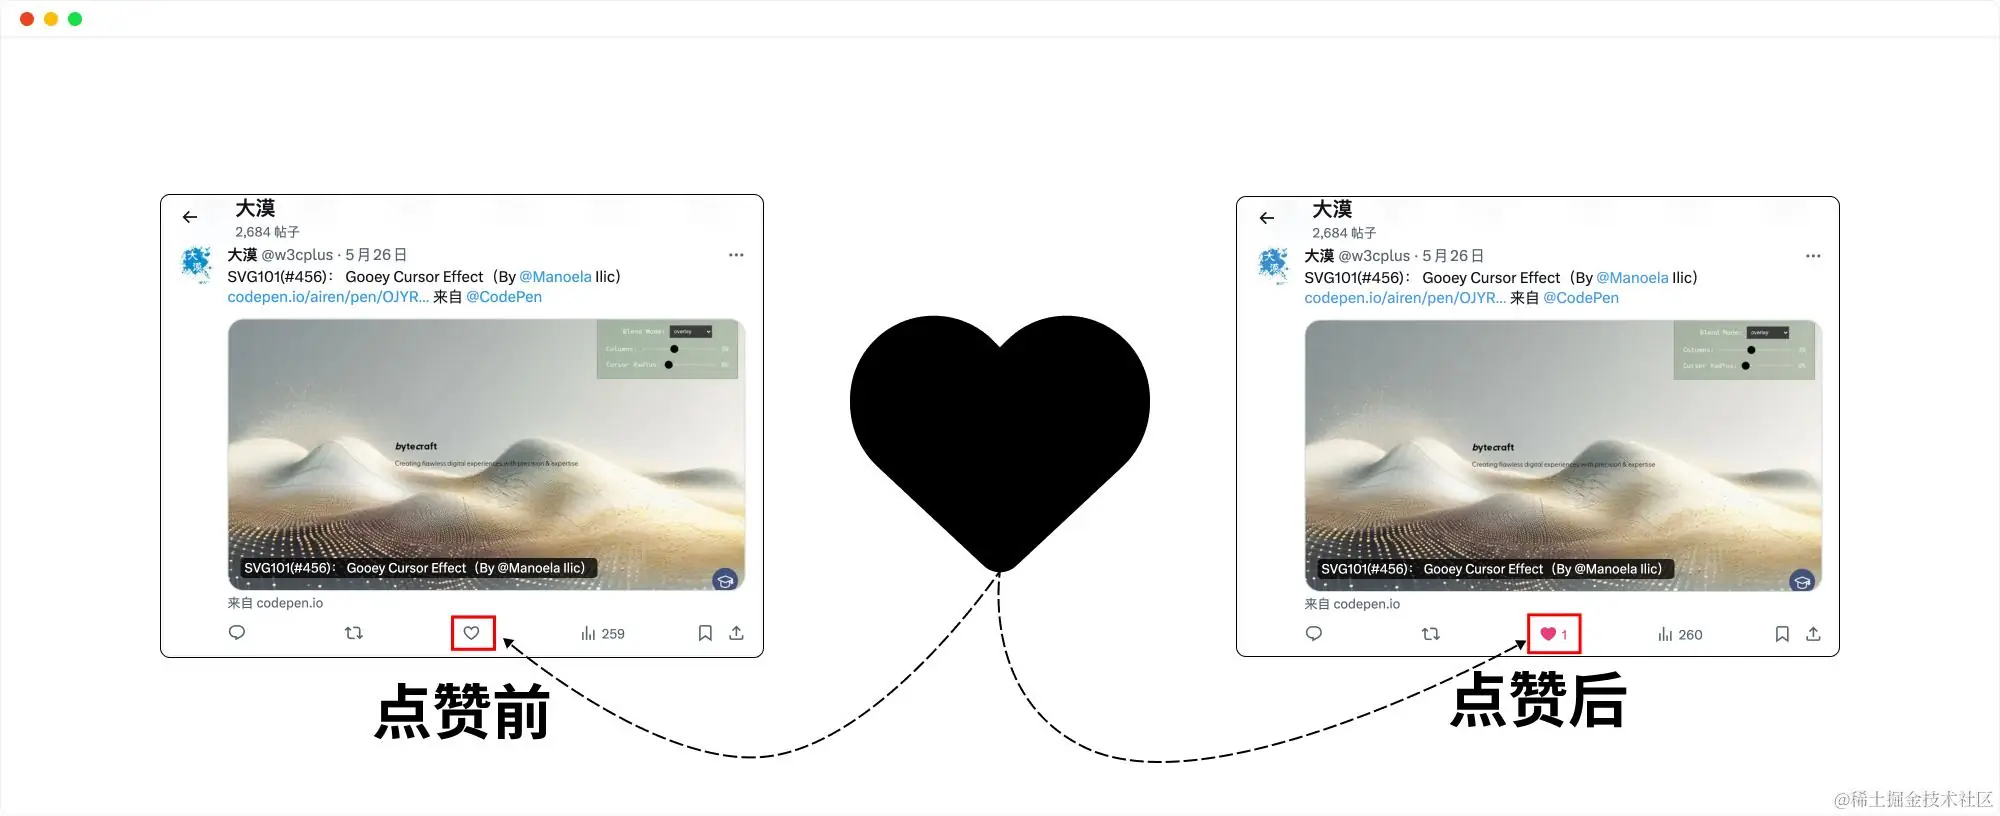 大漠
2,684 帖子
大漠 @w3cplus · 5月26日
SVG101(#456)： Gooey Cursor Effect（By @Manoela Ilic）
codepen.io/airen/pen/OJYR... 来自 @CodePen
Blend Mode: overlay
Columns:
Cursor Radius:
bytecraft
Creating flawless digital experiences with precision & expertise
SVG101(#456)： Gooey Cursor Effect（By @Manoela Ilic）
来自 codepen.io
259
点赞前
大漠
2,684 帖子
大漠 @w3cplus · 5月26日
SVG101(#456)： Gooey Cursor Effect（By @Manoela Ilic）
codepen.io/airen/pen/OJYR... 来自 @CodePen
Blend Mode: overlay
Columns:
Cursor Radius:
bytecraft
Creating flawless digital experiences with precision & expertise
SVG101(#456)： Gooey Cursor Effect（By @Manoela Ilic）
来自 codepen.io
1 260
点赞后
@稀土掘金技术社区